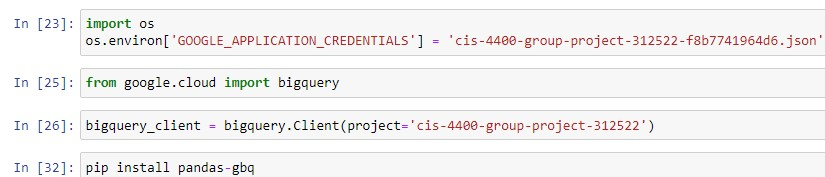 In [23]: import os
os.environ['GOOGLE_APPLICATION_CREDENTIALS'] = 'cis-4400-group-project-312522-f8b7741964d6.json'
In [25]: from google.cloud import bigquery
In [26]: bigquery_client = bigquery.Client(project='cis-4400-group-project-312522')
In [32]: pip install pandas-gbq